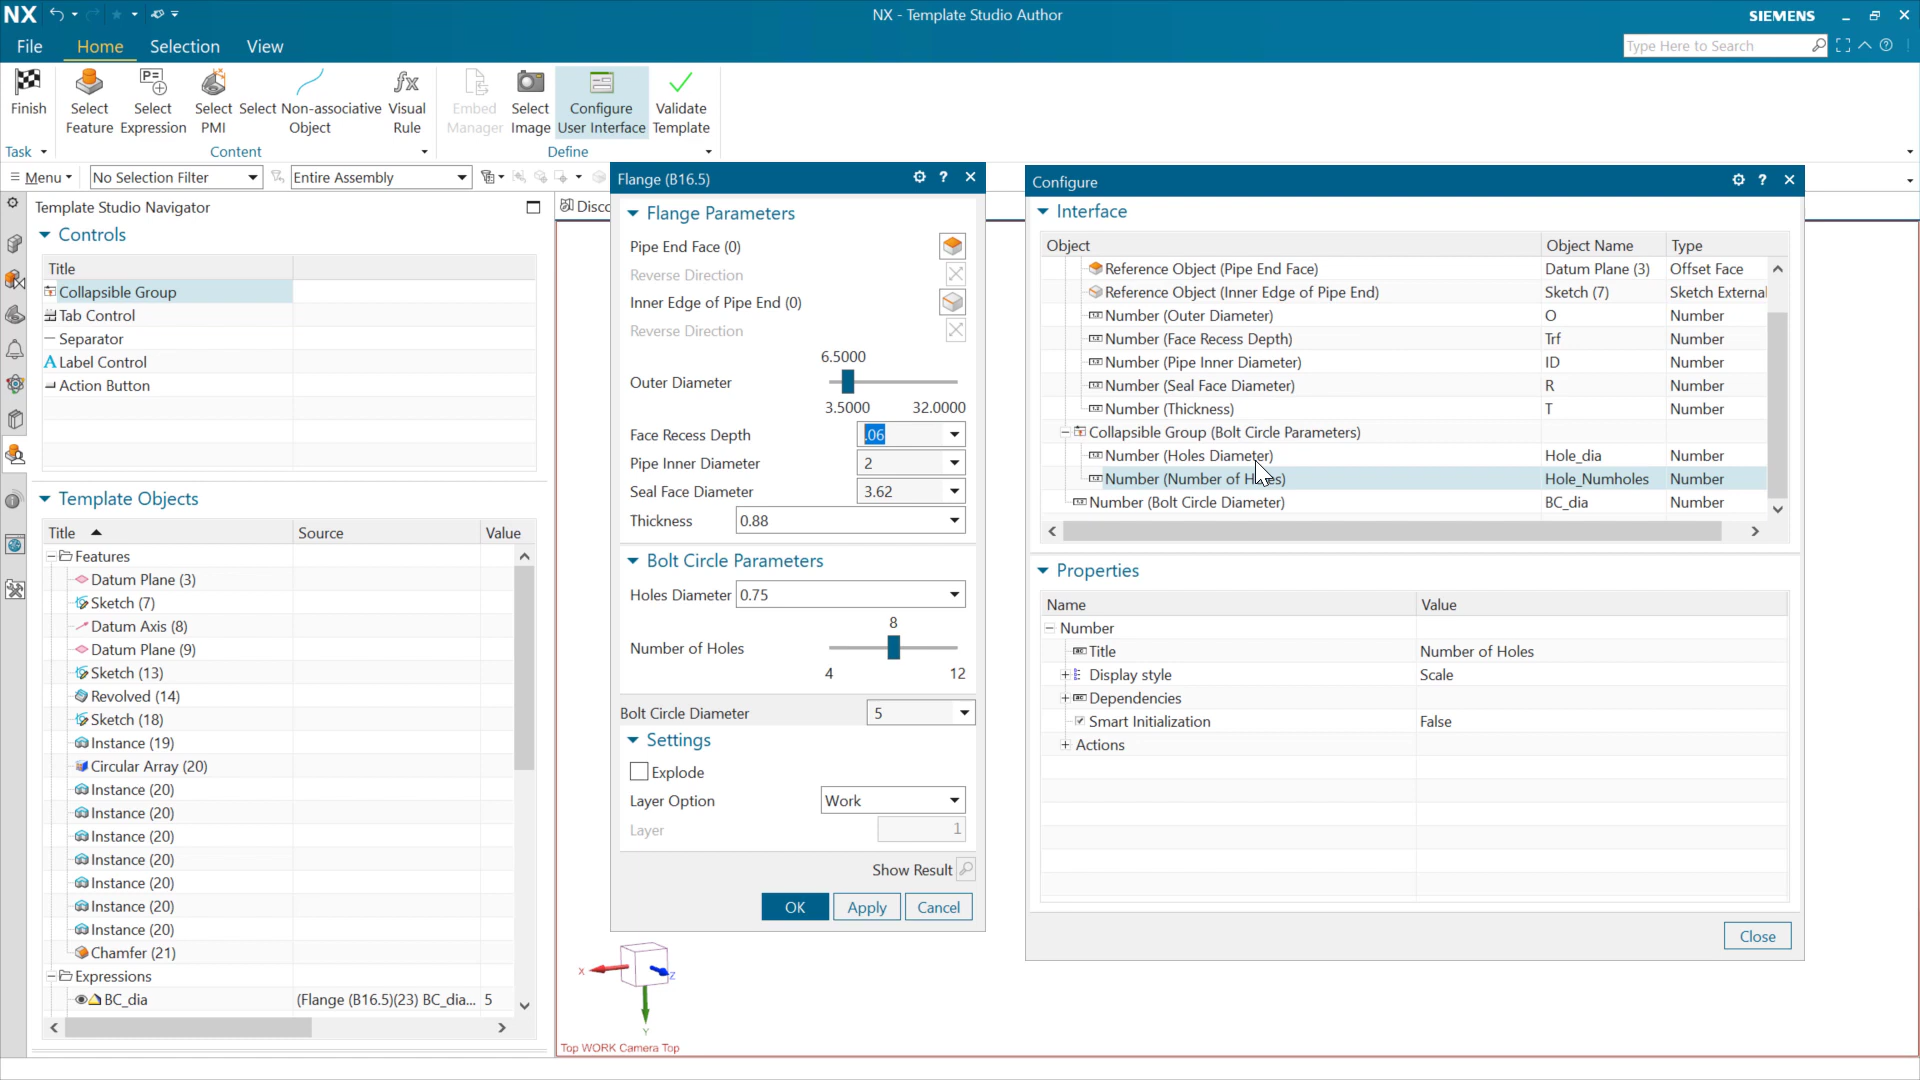 NX
NX - Template Studio Author
SIEMENS
File
Home
Selection
View
Type Here to Search
Finish
Select Feature
Select Expression
Select PMI
Select Non-associative Object
Visual Rule
Embed Manager
Select Image
Configure User Interface
Validate Template
Task
Content
Define
Menu
No Selection Filter
Entire Assembly
Template Studio Navigator
Controls
Title
Collapsible Group
Tab Control
Separator
Label Control
Action Button
Template Objects
Title
Source
Value
Features
Datum Plane (3)
Sketch (7)
Datum Axis (8)
Datum Plane (9)
Sketch (13)
Revolved (14)
Sketch (18)
Instance (19)
Circular Array (20)
Instance (20)
Instance (20)
Instance (20)
Instance (20)
Instance (20)
Instance (20)
Instance (20)
Chamfer (21)
Expressions
BC_dia
(Flange (B16.5)(23) BC_dia... 5
Disco
Flange (B16.5)
Flange Parameters
Pipe End Face (0)
Reverse Direction
Inner Edge of Pipe End (0)
Reverse Direction
6.5000
Outer Diameter
3.5000 32.0000
Face Recess Depth .06
Pipe Inner Diameter 2
Seal Face Diameter 3.62
Thickness 0.88
Bolt Circle Parameters
Holes Diameter 0.75
8
Number of Holes
4 12
Bolt Circle Diameter 5
Settings
Explode
Layer Option Work
Layer 1
Show Result
OK
Apply
Cancel
X
Z
Y
Top WORK Camera Top
Configure
Interface
Object Object Name Type
Reference Object (Pipe End Face) Datum Plane (3) Offset Face
Reference Object (Inner Edge of Pipe End) Sketch (7) Sketch External
Number (Outer Diameter) O Number
Number (Face Recess Depth) Trf Number
Number (Pipe Inner Diameter) ID Number
Number (Seal Face Diameter) R Number
Number (Thickness) T Number
Collapsible Group (Bolt Circle Parameters)
Number (Holes Diameter) Hole_dia Number
Number (Number of Holes) Hole_Numholes Number
Number (Bolt Circle Diameter) BC_dia Number
Properties
Name Value
Number
Title Number of Holes
Display style Scale
Dependencies
Smart Initialization False
Actions
Close